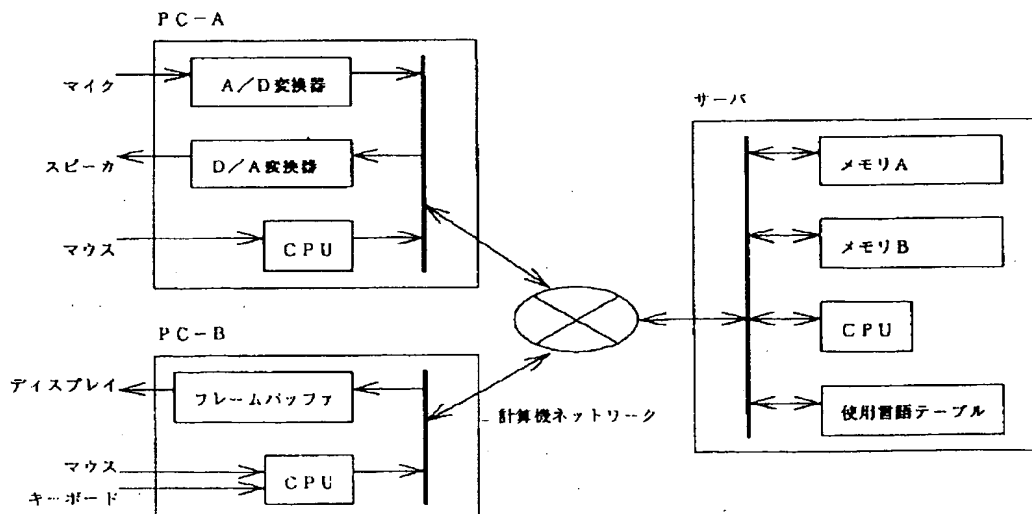 PC-A
マイク
A/D変換器
スピーカ
D/A変換器
マウス
CPU
PC-B
ディスプレイ
フレームバッファ
マウス
キーボード
CPU
計算機ネットワーク
サーバ
メモリA
メモリB
CPU
使用言語テーブル